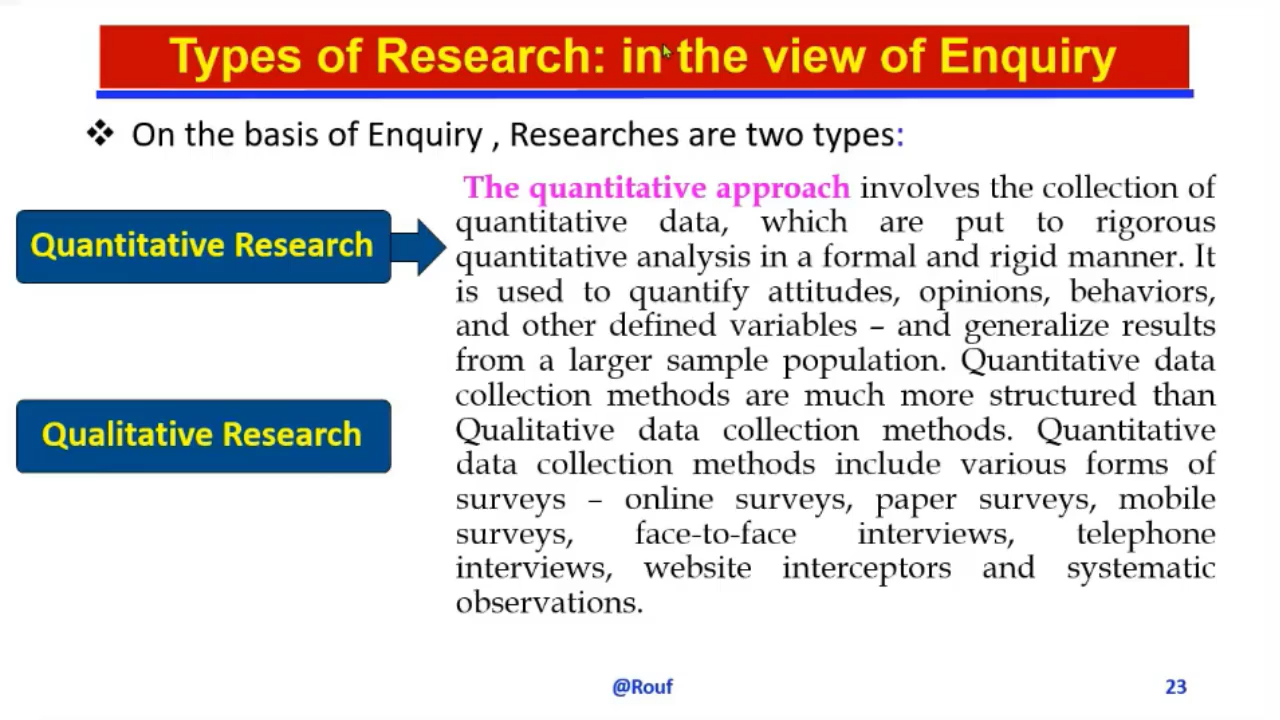 Types of Research: in the view of Enquiry
❖ On the basis of Enquiry , Researches are two types:
Quantitative Research
Qualitative Research
The quantitative approach involves the collection of
quantitative data, which are put to rigorous
quantitative analysis in a formal and rigid manner. It
is used to quantify attitudes, opinions, behaviors,
and other defined variables – and generalize results
from a larger sample population. Quantitative data
collection methods are much more structured than
Qualitative data collection methods. Quantitative
data collection methods include various forms of
surveys – online surveys, paper surveys, mobile
surveys, face-to-face interviews, telephone
interviews, website interceptors and systematic
observations.
@Rouf
23